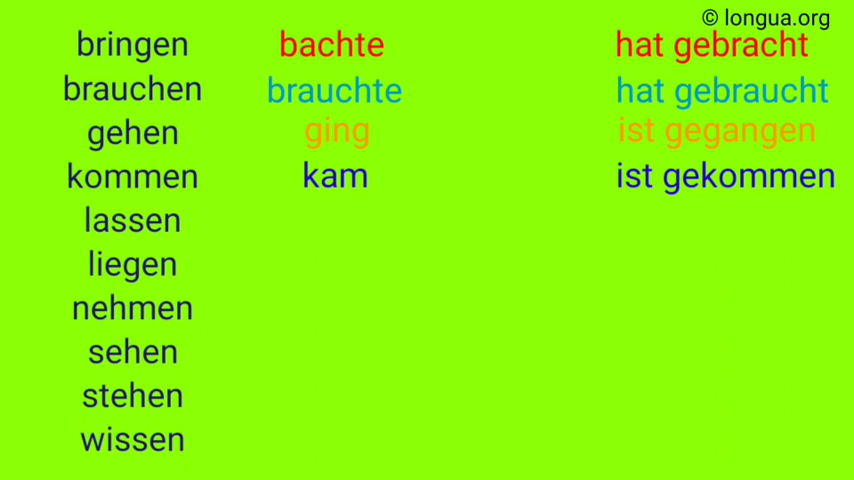 © longua.org
bringen bachte hat gebracht
brauchen brauchte hat gebraucht
gehen ging ist gegangen
kommen kam ist gekommen
lassen
liegen
nehmen
sehen
stehen
wissen